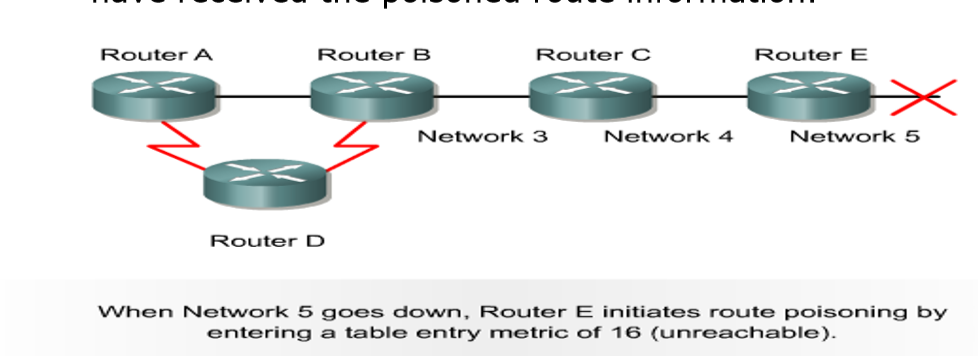 have received the poisoned route information.
Router A Router B Router C Router E
Network 3 Network 4 Network 5
Router D
When Network 5 goes down, Router E initiates route poisoning by
entering a table entry metric of 16 (unreachable).